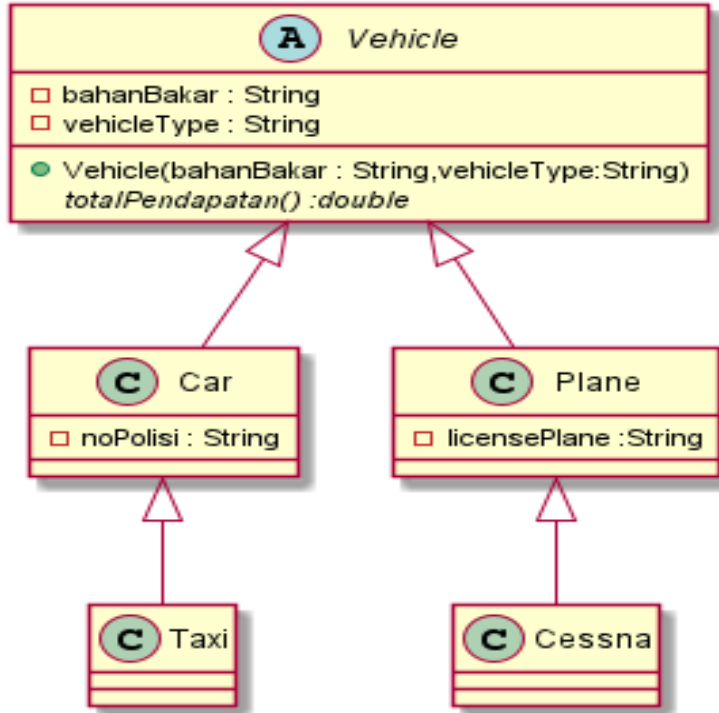 A Vehicle
bahanBakar : String
vehicleType : String
Vehicle(bahanBakar : String,vehicleType:String)
totalPendapatan() :double
C Car
noPolisi : String
C Plane
licensePlane :String
C Taxi
C Cessna